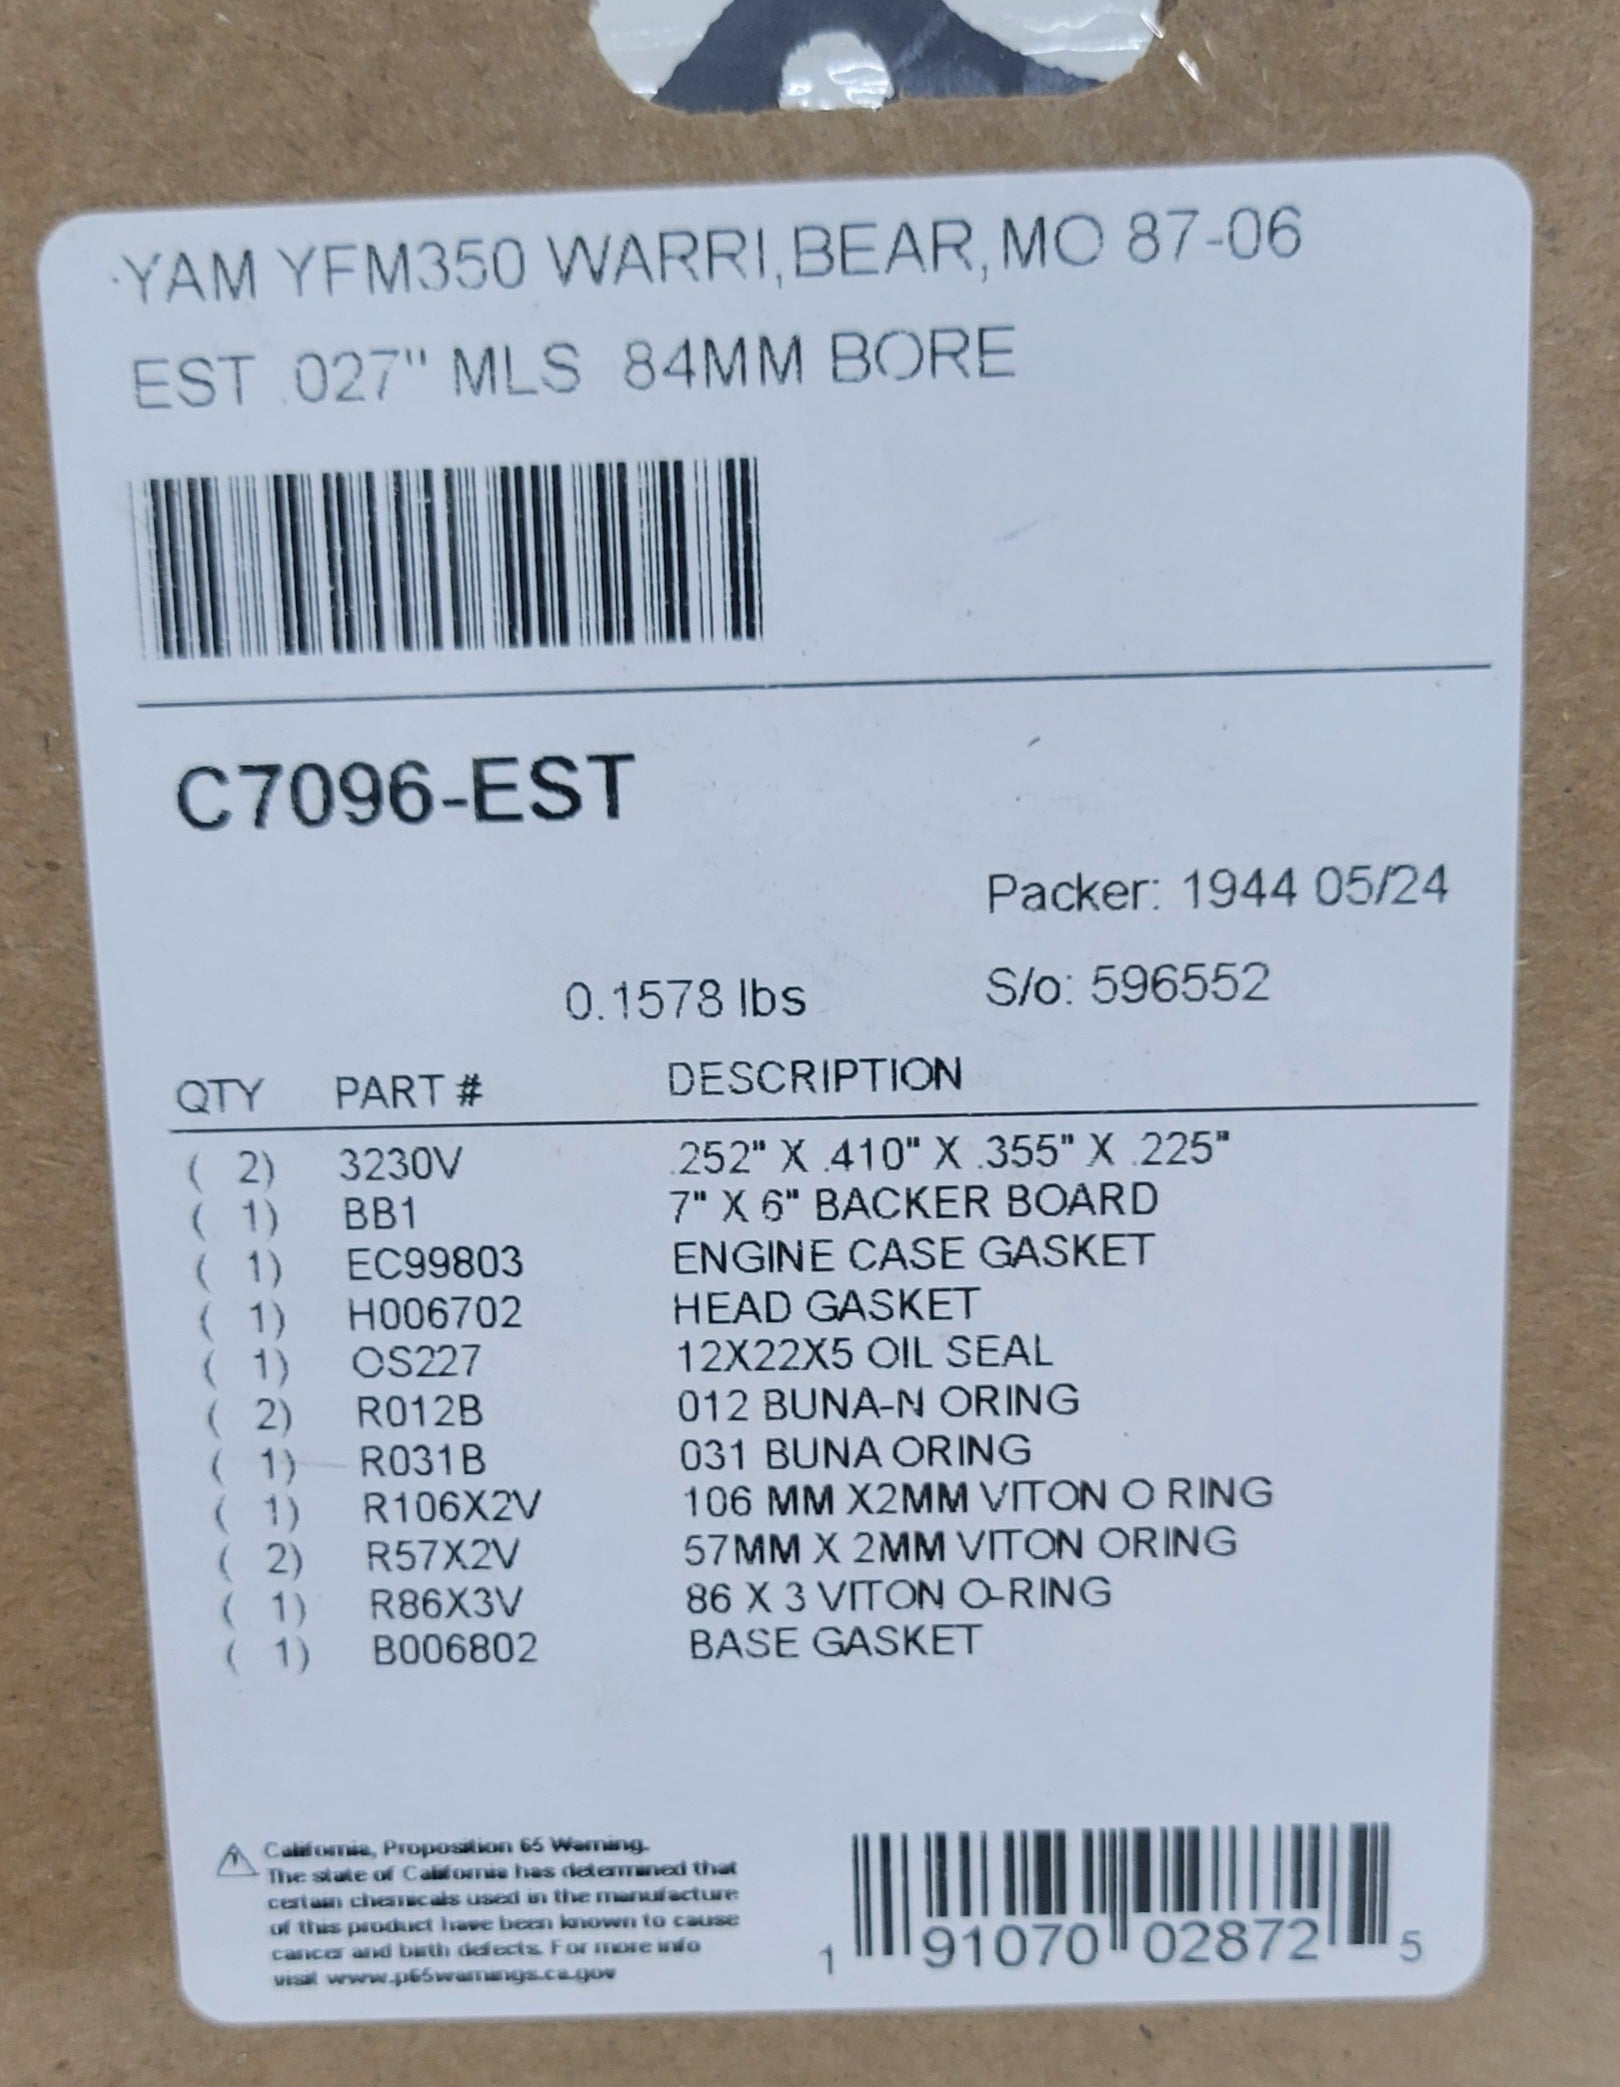 YAM YFM350 WARRI,BEAR,MO 87-06
EST .027" MLS 84MM BORE
C7096-EST
Packer: 1944 05/24
0.1578 lbs S/o: 596552
QTY PART # DESCRIPTION
( 2) 3230V .252" X .410" X .355" X .225"
( 1) BB1 7" X 6" BACKER BOARD
( 1) EC99803 ENGINE CASE GASKET
( 1) H006702 HEAD GASKET
( 1) OS227 12X22X5 OIL SEAL
( 2) R012B 012 BUNA-N ORING
( 1) R031B 031 BUNA ORING
( 1) R106X2V 106 MM X2MM VITON O RING
( 2) R57X2V 57MM X 2MM VITON ORING
( 1) R86X3V 86 X 3 VITON O-RING
( 1) B006802 BASE GASKET
California, Proposition 65 Warning.
The state of California has determined that
certain chemicals used in the manufacture
of this product have been known to cause
cancer and birth defects. For more info
visit www.p65warnings.ca.gov
1 91070 02872 5